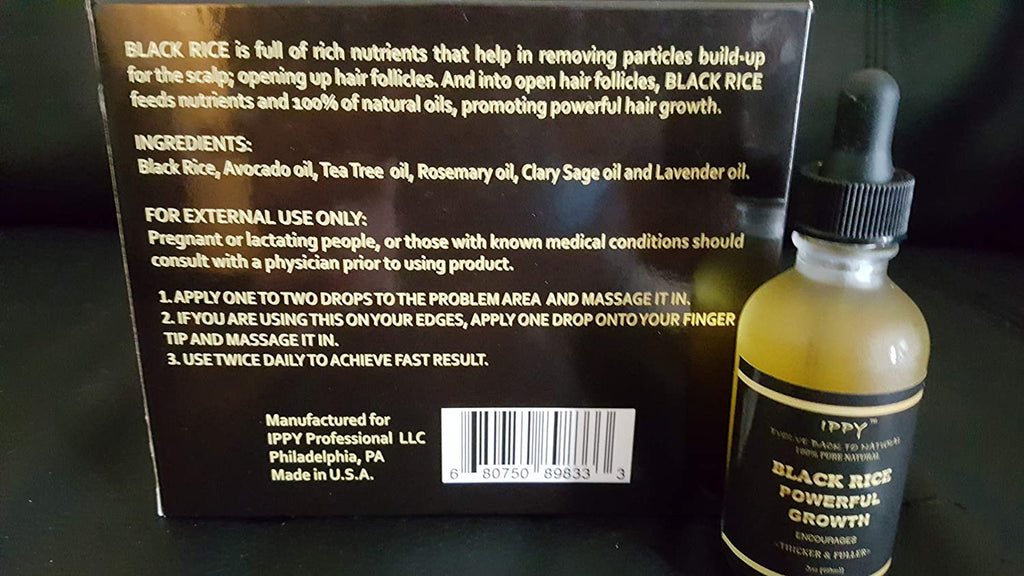 BLACK RICE is full of rich nutrients that help in removing particles build-up
for the scalp; opening up hair follicles. And into open hair follicles, BLACK RICE
feeds nutrients and 100% of natural oils, promoting powerful hair growth.
INGREDIENTS:
Black Rice, Avocado oil, Tea Tree oil, Rosemary oil, Clary Sage oil and Lavender oil.
FOR EXTERNAL USE ONLY:
Pregnant or lactating people, or those with known medical conditions should
consult with a physician prior to using product.
1. APPLY ONE TO TWO DROPS TO THE PROBLEM AREA AND MASSAGE IT IN.
2. IF YOU ARE USING THIS ON YOUR EDGES, APPLY ONE DROP ONTO YOUR FINGER
TIP AND MASSAGE IT IN.
3. USE TWICE DAILY TO ACHIEVE FAST RESULT.
Manufactured for
IPPY Professional LLC
Philadelphia, PA
Made in U.S.A.
6 80750 89833 3
IPPY™
EVOLVE BACK TO NATURAL
100% PURE NATURAL
BLACK RICE
POWERFUL
GROWTH
ENCOURAGES
-THICKER & FULLER-
2oz (60ml)